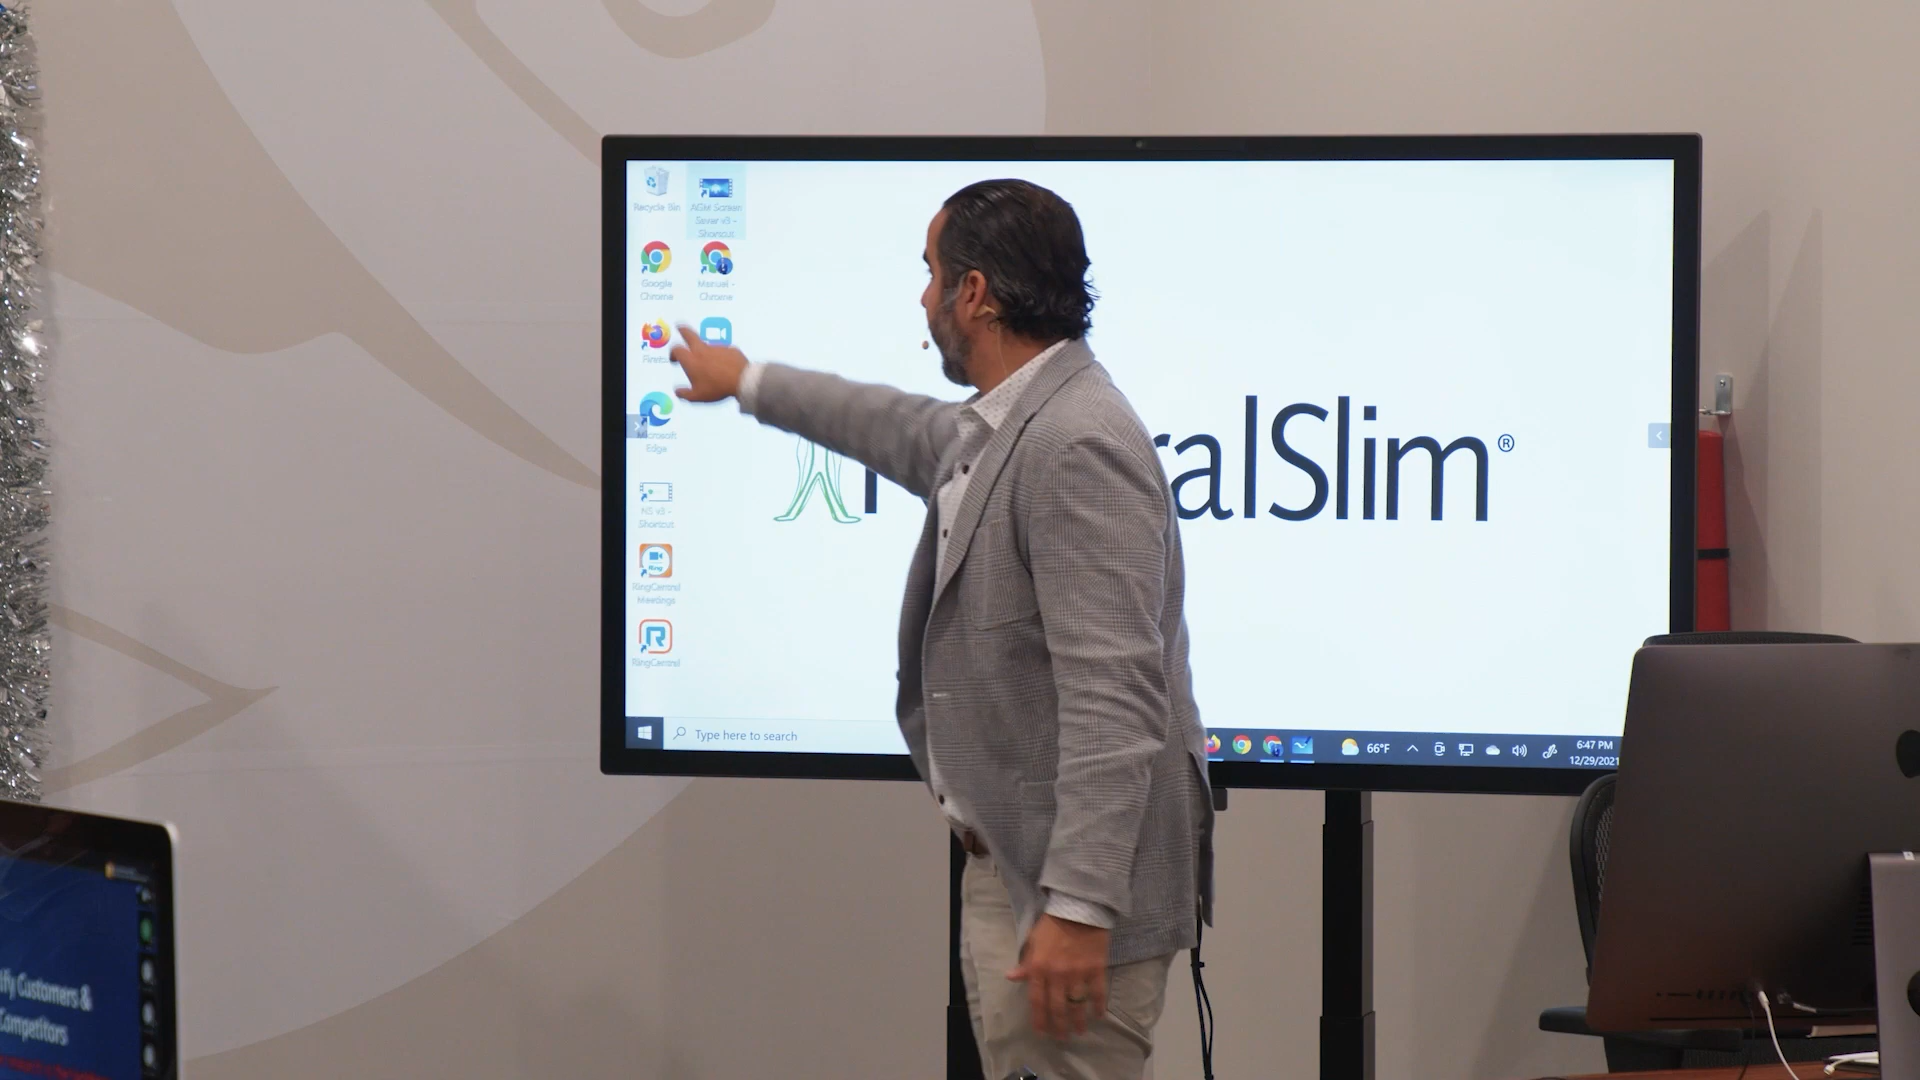 Recycle Bin
AGM Screen
Saver v3 -
Shortcut
Google
Chrome
Manuel -
Chrome
Microsoft
Edge
NS v3 -
Shortcut
Ring
RingCentral
Meetings
R
RingCentral
ralSlim®
Type here to search
66°F
6:47 PM
12/29/2021
Customers &
Competitors